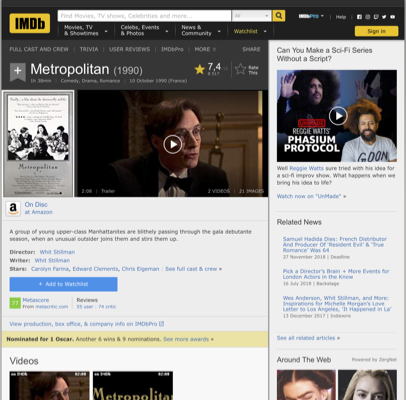 IMDb
Find Movies, TV shows, Celebrities and more...
All
IMDbPro
Help
Movies, TV
& Showtimes
Celebs, Events
& Photos
News &
Community
Watchlist
Sign in
FULL CAST AND CREW | TRIVIA | USER REVIEWS | IMDbPro | MORE
SHARE
Metropolitan (1990)
1h 38min | Comedy, Drama, Romance | 10 October 1990 (France)
7,4
Rate
This
Metropolitan
2:08 | Trailer
2 VIDEOS | 21 IMAGES
On Disc
at Amazon
A group of young upper-class Manhattanites are blithely passing through the gala debutante
season, when an unusual outsider joins them and stirs them up.
Director: Whit Stillman
Writer: Whit Stillman
Stars: Carolyn Farina, Edward Clements, Chris Eigeman | See full cast & crew »
+ Add to Watchlist
77
Metascore
From metacritic.com
Reviews
55 user | 74 critic
View production, box office, & company info on IMDbPro
Nominated for 1 Oscar. Another 6 wins & 9 nominations. See more awards »
Videos
Metropolitan
Can You Make a Sci-Fi Series
Without a Script?
REGGIE WATTS'
PHASIUM
PROTOCOL
Well Reggie Watts sure tried with his idea for
a sci-fi improv show. What happens when we
bring his idea to life?
Watch now on "UnMade" »
Related News
Samuel Hadida Dies: French Distributor
And Producer Of 'Resident Evil' & 'True
Romance' Was 64
27 November 2018 | Deadline
Pick a Director's Brain + More Events for
London Actors in the Know
16 July 2018 | Backstage
Wes Anderson, Whit Stillman, and More:
Inspirations for Michelle Morgan's Love
Letter to Los Angeles, 'It Happened in La'
13 December 2017 | Indiewire
See all related articles »
Around The Web
Powered by ZergNet